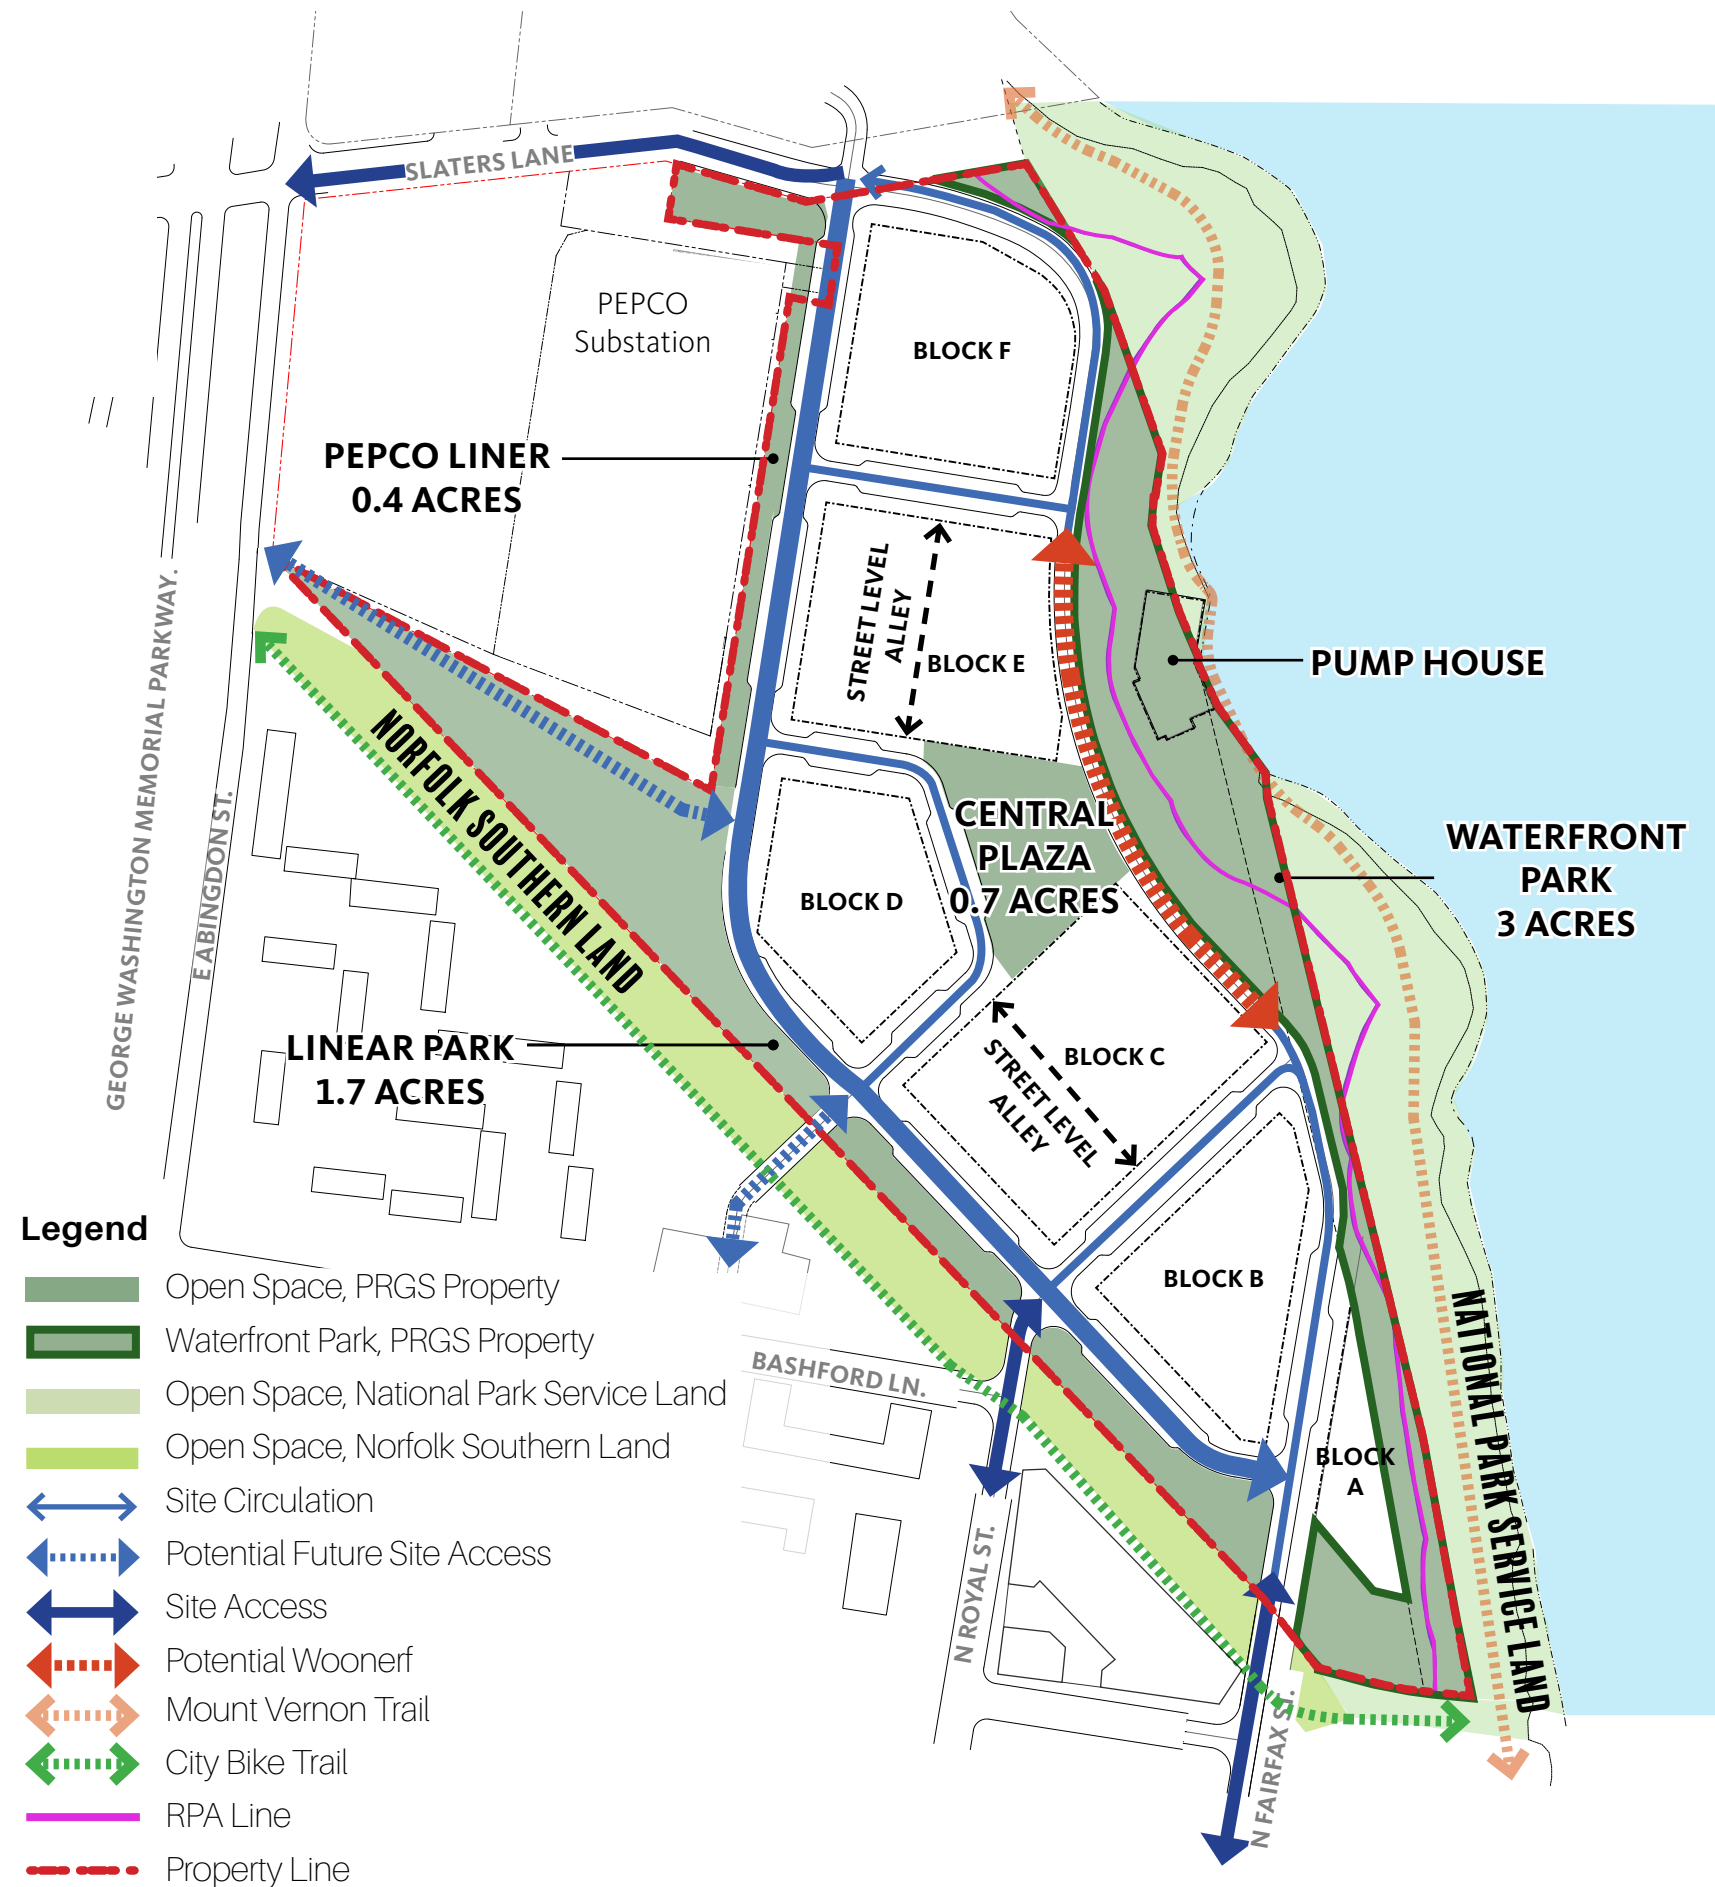 SLATERS LANE
PEPCO
Substation
BLOCK F
PEPCO LINER
0.4 ACRES
STREET LEVEL
ALLEY
BLOCK E
PUMP HOUSE
GEORGE WASHINGTON MEMORIAL PARKWAY.
E ABINGDON ST.
NORFOLK SOUTHERN LAND
CENTRAL
PLAZA
0.7 ACRES
WATERFRONT
PARK
3 ACRES
BLOCK D
LINEAR PARK
1.7 ACRES
BLOCK C
STREET LEVEL
ALLEY
BLOCK B
BASHFORD LN.
BLOCK
A
NATIONAL PARK SERVICE LAND
N ROYAL ST.
N FAIRFAX ST.
Legend
Open Space, PRGS Property
Waterfront Park, PRGS Property
Open Space, National Park Service Land
Open Space, Norfolk Southern Land
Site Circulation
Potential Future Site Access
Site Access
Potential Woonerf
Mount Vernon Trail
City Bike Trail
RPA Line
Property Line